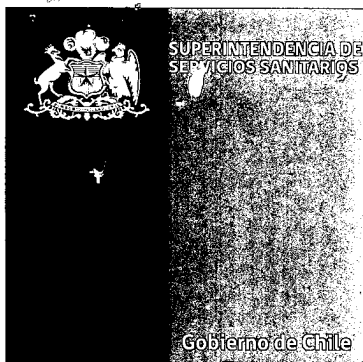 SUPERINTENDENCIA DE
SERVICIOS SANITARIOS
Gobierno de Chile